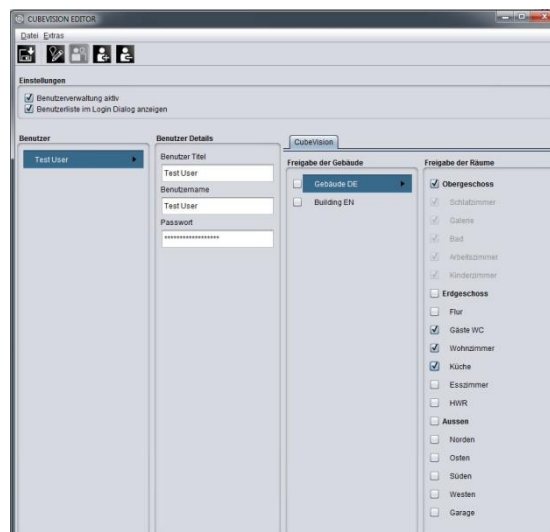 CUBEVISION EDITOR
Datei Extras
Einstellungen
Benutzerverwaltung aktiv
Benutzerliste im Login Dialog anzeigen
Benutzer
Test User
Benutzer Details
Benutzer Titel
Test User
Benutzername
Test User
Passwort
******************
CubeVision
Freigabe der Gebäude
Gebäude DE
Building EN
Freigabe der Räume
Obergeschoss
Schlafzimmer
Galerie
Bad
Arbeitszimmer
Kinderzimmer
Erdgeschoss
Flur
Gäste WC
Wohnzimmer
Küche
Esszimmer
HWR
Aussen
Norden
Osten
Süden
Westen
Garage